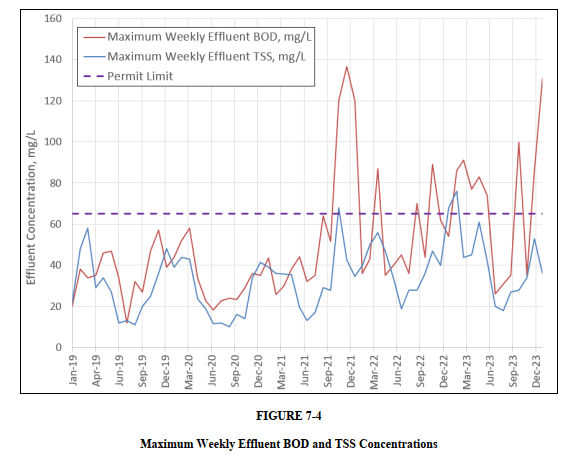 160
140
120
100
80
60
40
20
0
Effluent Concentration, mg/L
Maximum Weekly Effluent BOD, mg/L
Maximum Weekly Effluent TSS, mg/L
Permit Limit
Jan-19
Apr-19
Jun-19
Sep-19
Dec-19
Mar-20
Jun-20
Sep-20
Dec-20
Mar-21
Jun-21
Sep-21
Dec-21
Mar-22
Jun-22
Sep-22
Dec-22
Mar-23
Jun-23
Sep-23
Dec-23
FIGURE 7-4
Maximum Weekly Effluent BOD and TSS Concentrations